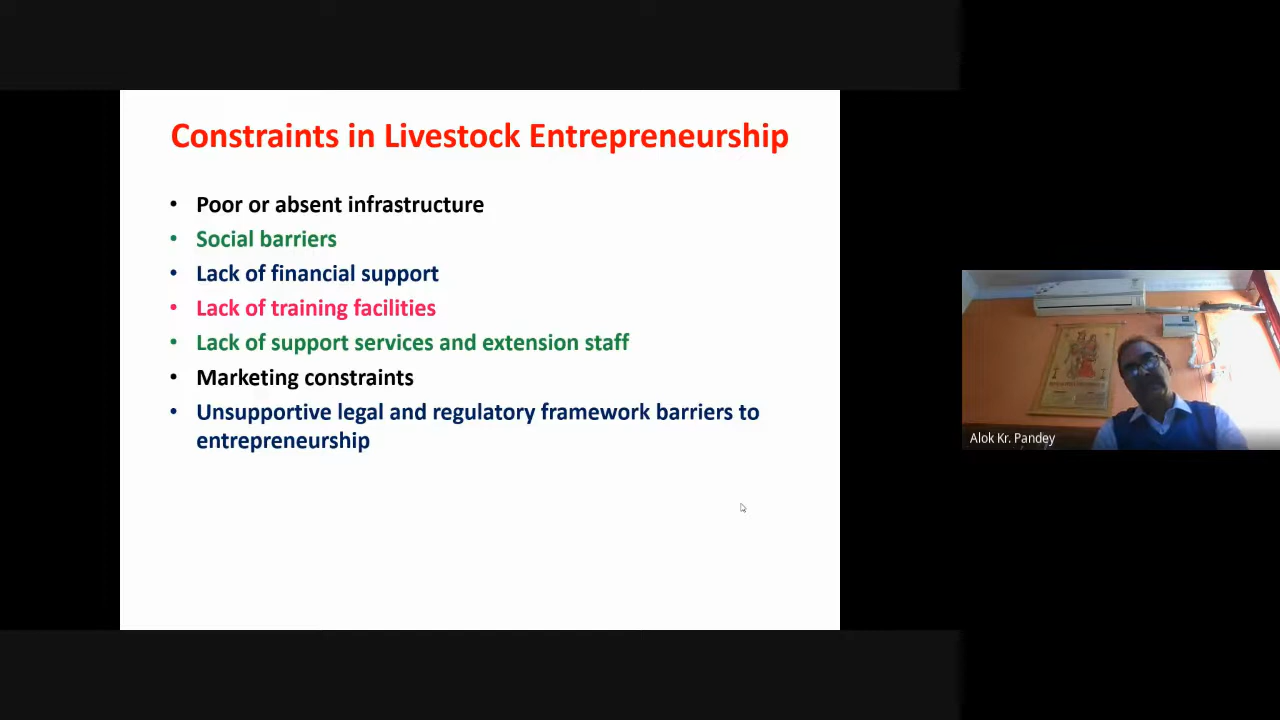 Constraints in Livestock Entrepreneurship
• Poor or absent infrastructure
• Social barriers
• Lack of financial support
• Lack of training facilities
• Lack of support services and extension staff
• Marketing constraints
• Unsupportive legal and regulatory framework barriers to
entrepreneurship
Alok Kr. Pandey